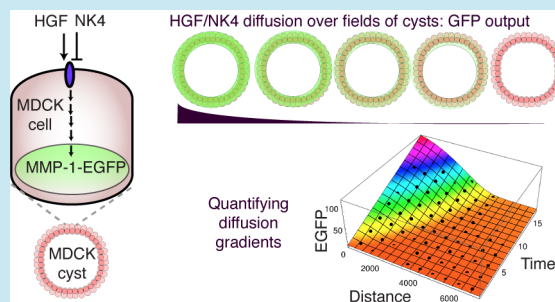 HGF NK4
MDCK
cell
MMP-1-EGFP
MDCK
cyst
HGF/NK4 diffusion over fields of cysts: GFP output
Quantifying
diffusion
gradients
EGFP
100
50
0
0
2000
4000
6000
Distance
5
10
15
Time